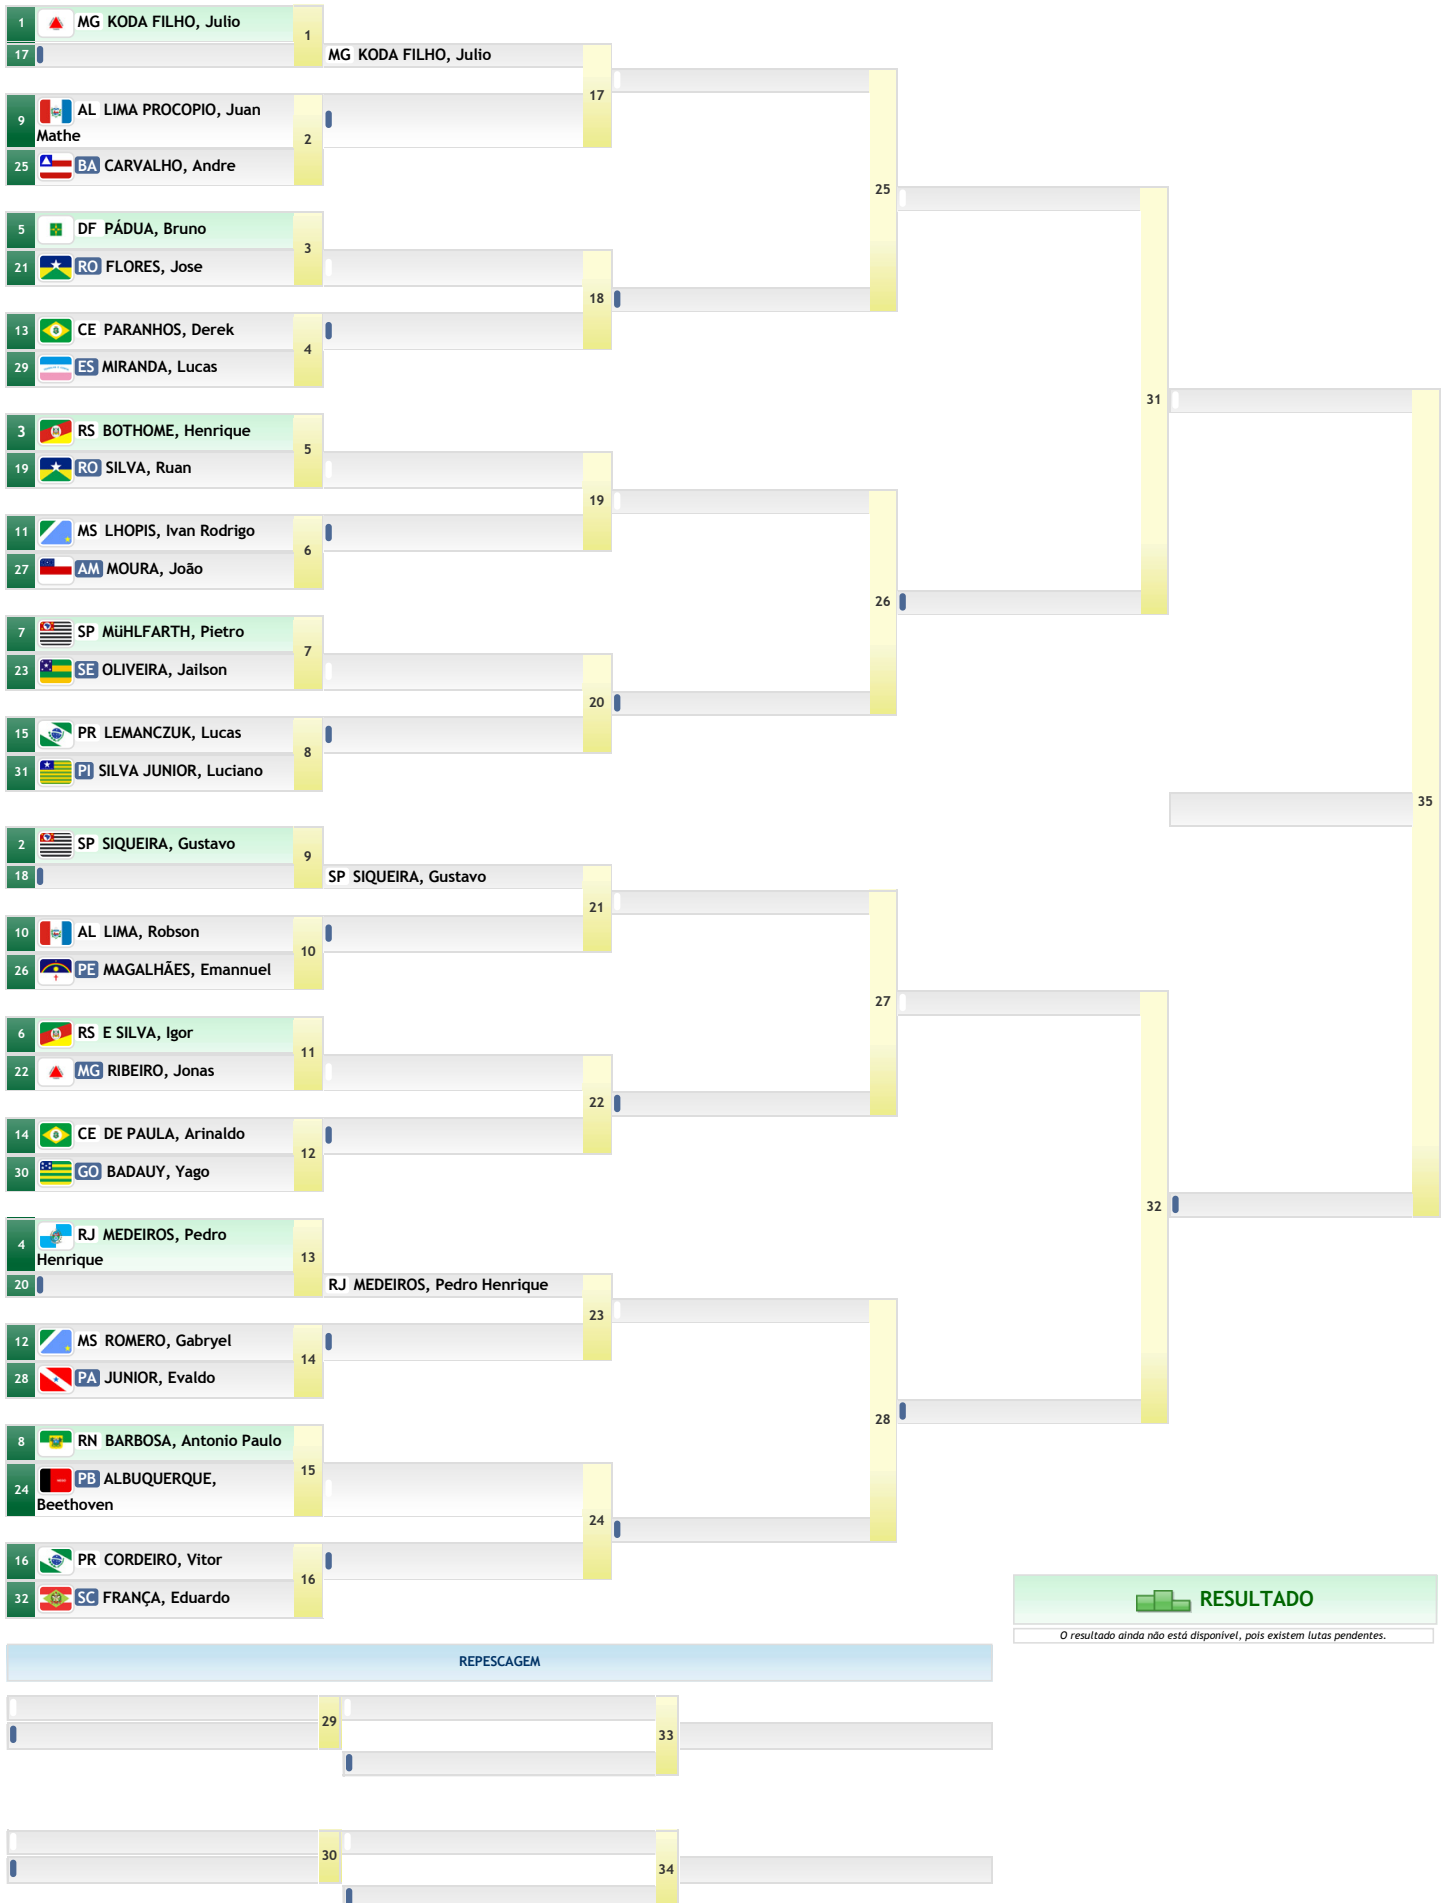 1 MG KODA FILHO, Julio
1
17
MG KODA FILHO, Julio
17
9 AL LIMA PROCOPIO, Juan
Mathe
2
25 BA CARVALHO, Andre
25
5 DF PÁDUA, Bruno
3
21 RO FLORES, Jose
18
13 CE PARANHOS, Derek
4
29 ES MIRANDA, Lucas
31
3 RS BOTHOME, Henrique
5
19 RO SILVA, Ruan
19
11 MS LHOPIS, Ivan Rodrigo
6
27 AM MOURA, João
26
7 SP MüHLFARTH, Pietro
7
23 SE OLIVEIRA, Jailson
20
15 PR LEMANCZUK, Lucas
8
31 PI SILVA JUNIOR, Luciano
35
2 SP SIQUEIRA, Gustavo
9
18
SP SIQUEIRA, Gustavo
21
10 AL LIMA, Robson
10
26 PE MAGALHÃES, Emannuel
27
6 RS E SILVA, Igor
11
22 MG RIBEIRO, Jonas
22
14 CE DE PAULA, Arinaldo
12
30 GO BADAUY, Yago
32
4 RJ MEDEIROS, Pedro
Henrique
13
20
RJ MEDEIROS, Pedro Henrique
23
12 MS ROMERO, Gabryel
14
28 PA JUNIOR, Evaldo
28
8 RN BARBOSA, Antonio Paulo
15
24 PB ALBUQUERQUE,
Beethoven
24
16 PR CORDEIRO, Vitor
16
32 SC FRANÇA, Eduardo
RESULTADO
O resultado ainda não está disponível, pois existem lutas pendentes.
REPESCAGEM
29
33
30
34